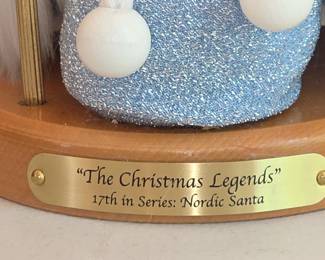 "The Christmas Legends"
17th in Series: Nordic Santa